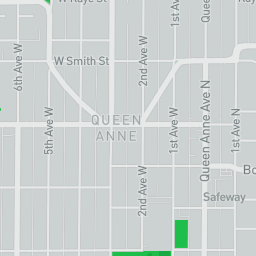 W Raye St
1st Ave W
Queen Anne Ave N
6th Ave W
W Smith St
2nd Ave W
5th Ave W
QUEEN
ANNE
1st Ave W
1st Ave N
Bo
Safeway
2nd Ave W